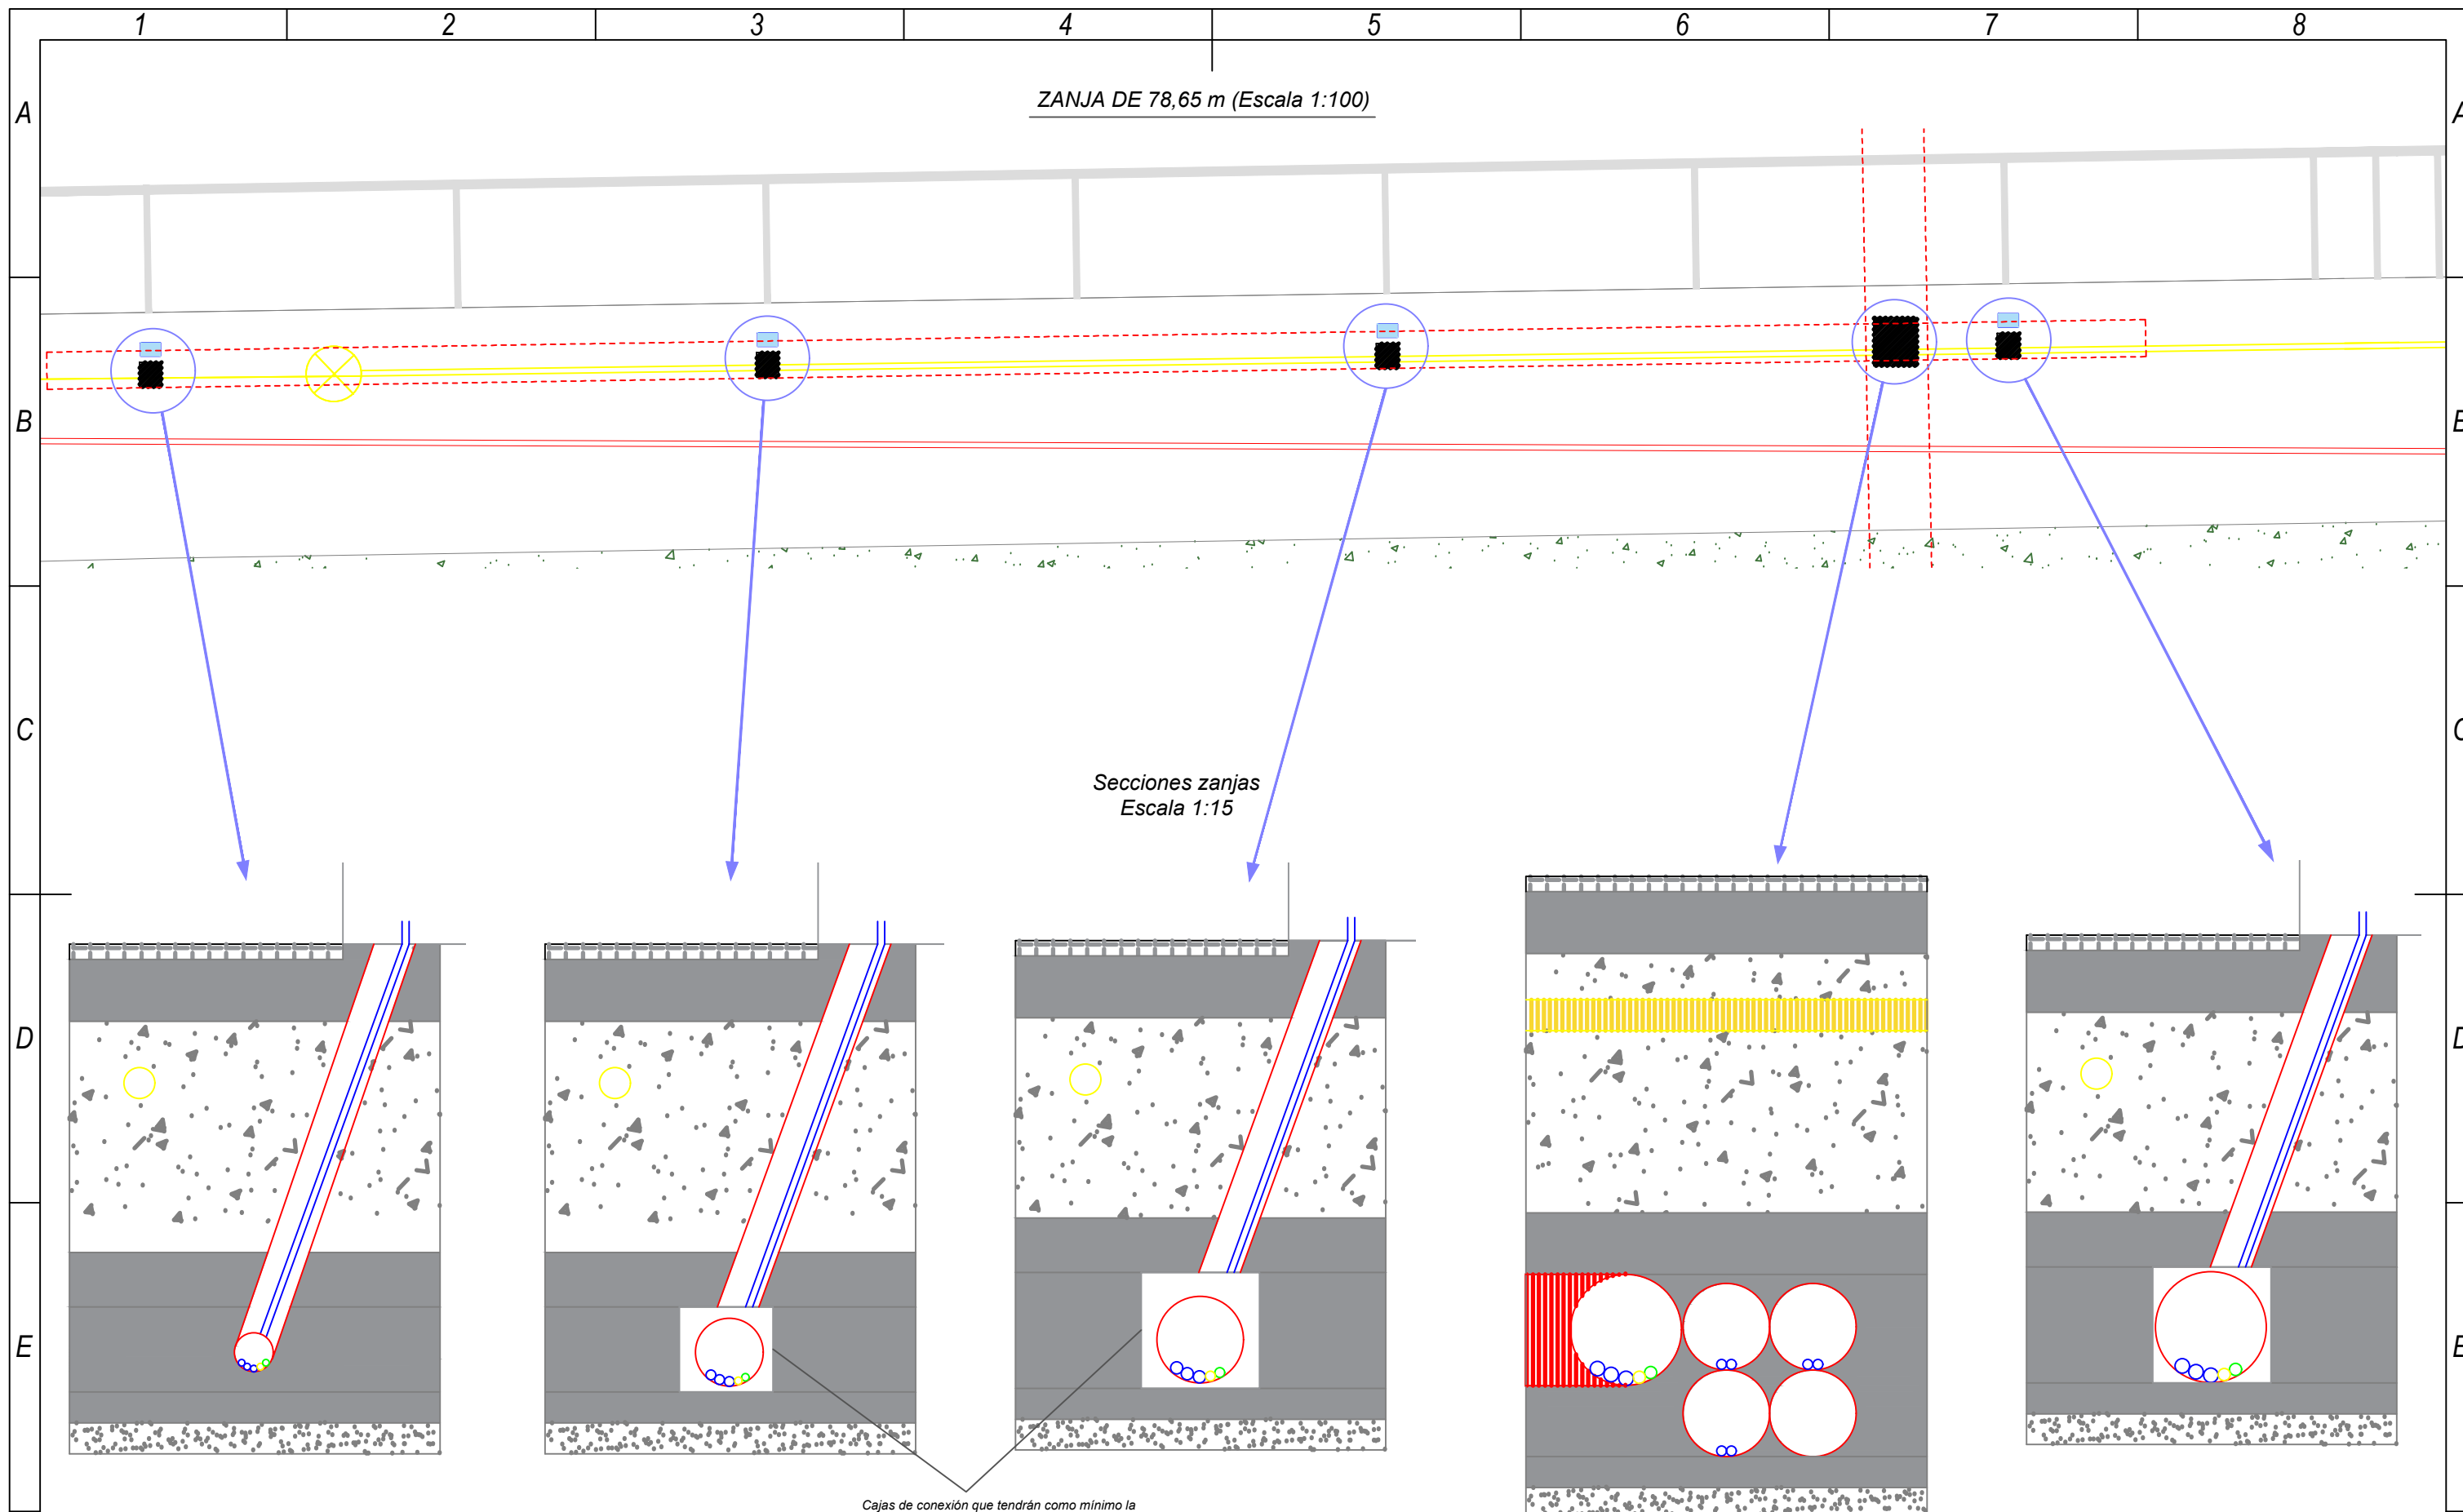 1 2 3 4 5 6 7 8
A A
ZANJA DE 78,65 m (Escala 1:100)
B B
C C
Secciones zanjas
Escala 1:15
D D
E E
Cajas de conexión que tendrán como mínimo la